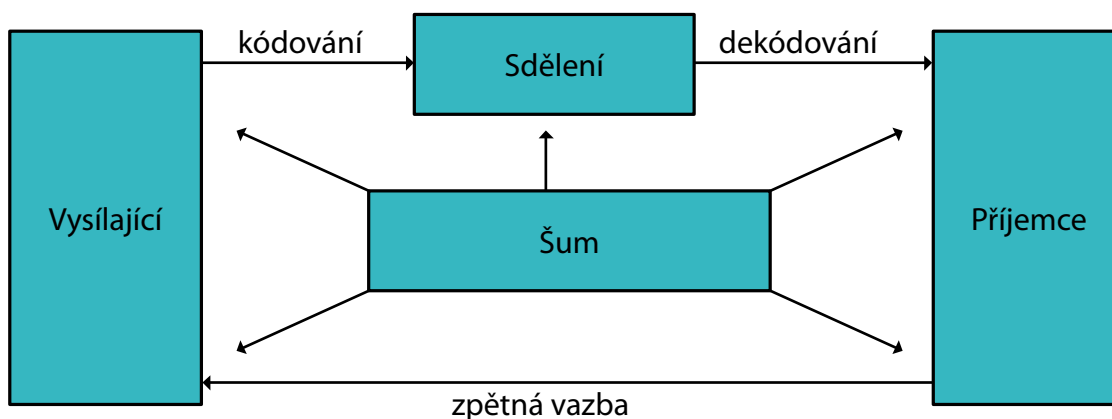 kódování
Sdělení
dekódování
Vysílající
Šum
Příjemce
zpětná vazba